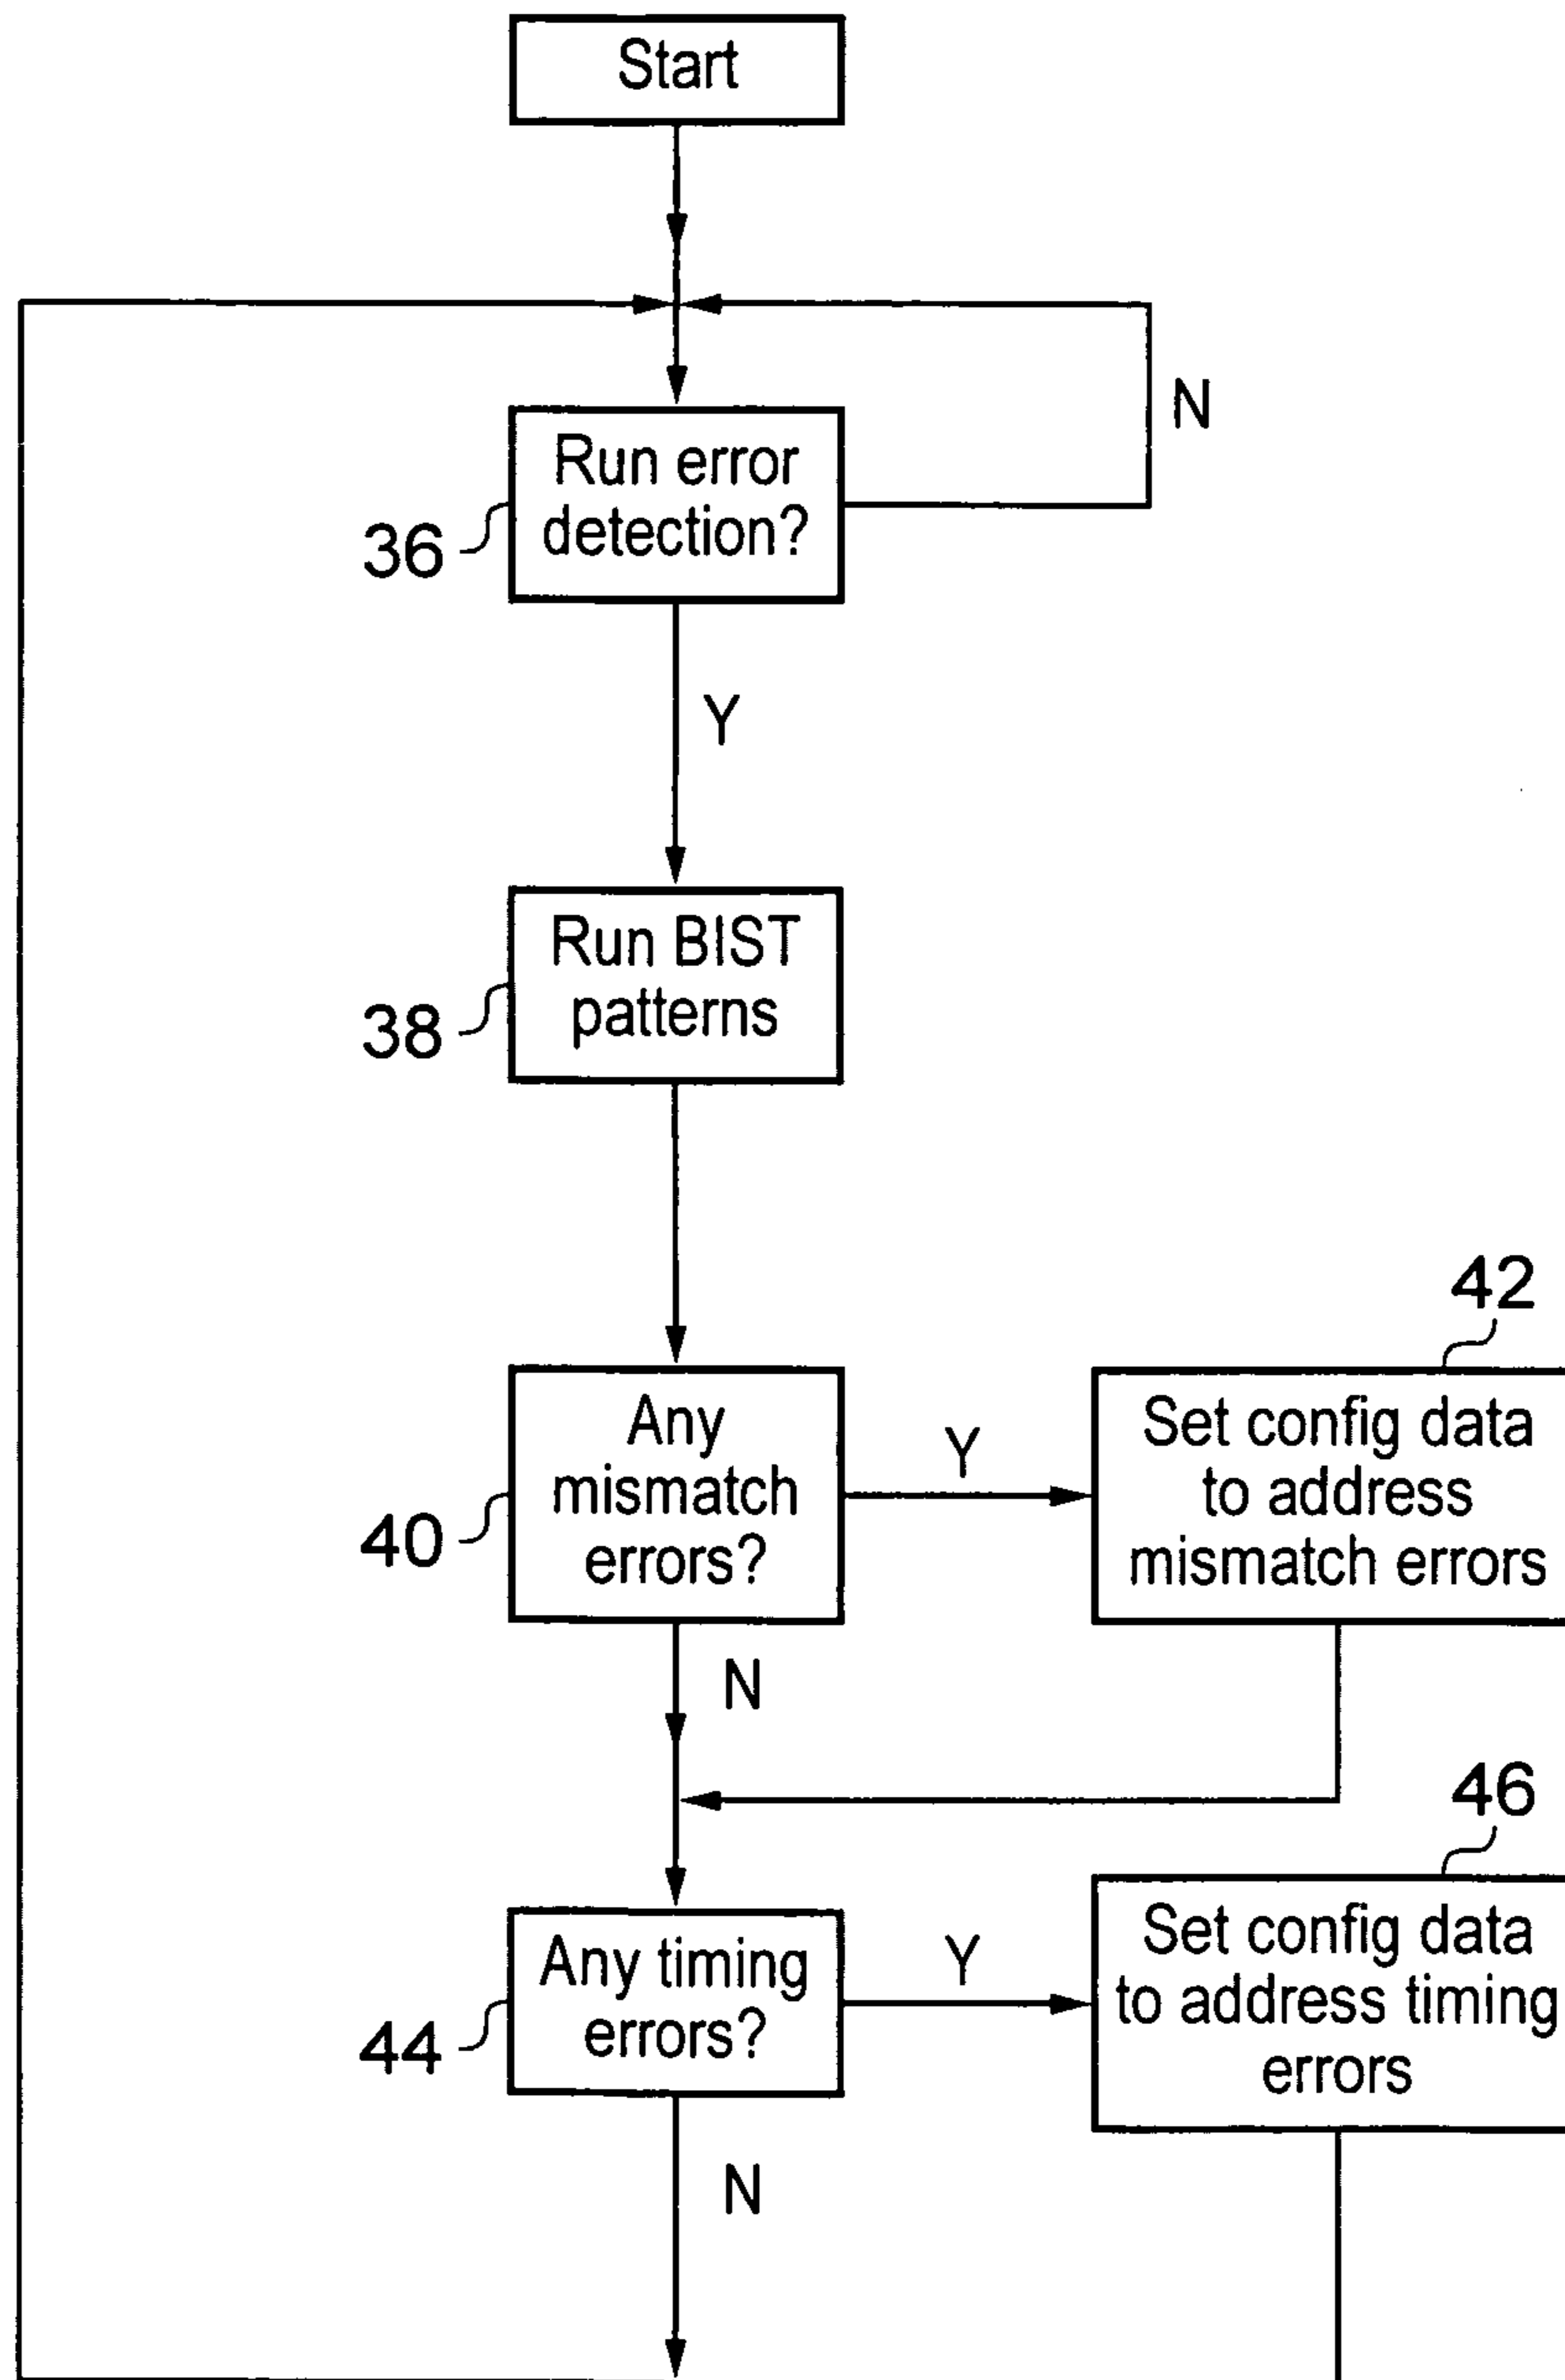 Start
N
Run error
detection?
36
Y
Run BIST
patterns
38
42
Any
mismatch
errors?
40
Y
Set config data
to address
mismatch errors
N
46
Any timing
errors?
44
Y
Set config data
to address timing
errors
N